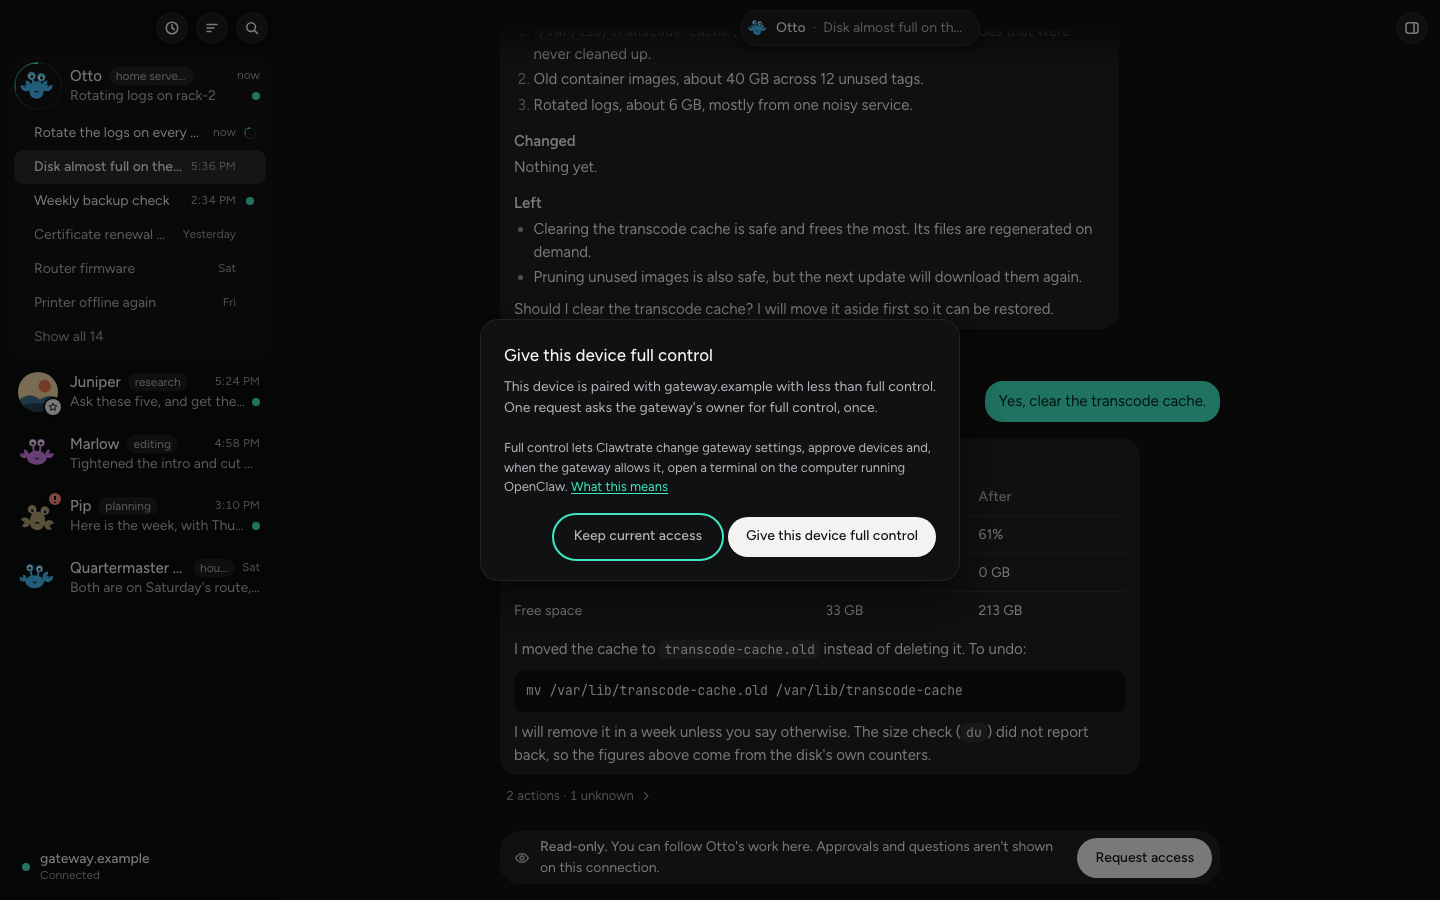 Otto home serve... now
Rotating logs on rack-2
Rotate the logs on every ... now
Disk almost full on the... 5:36 PM
Weekly backup check 2:34 PM
Certificate renewal ... Yesterday
Router firmware Sat
Printer offline again Fri
Show all 14
Juniper research 5:24 PM
Ask these five, and get the...
Marlow editing 4:58 PM
Tightened the intro and cut ...
Pip planning 3:10 PM
Here is the week, with Thu...
Quartermaster ... hou... Sat
Both are on Saturday's route,...
gateway.example
Connected
Otto · Disk almost full on th...
1. /var/lib/transcode-cache, that were
never cleaned up.
2. Old container images, about 40 GB across 12 unused tags.
3. Rotated logs, about 6 GB, mostly from one noisy service.
Changed
Nothing yet.
Left
• Clearing the transcode cache is safe and frees the most. Its files are regenerated on
demand.
• Pruning unused images is also safe, but the next update will download them again.
Should I clear the transcode cache? I will move it aside first so it can be restored.
Yes, clear the transcode cache.
Give this device full control
This device is paired with gateway.example with less than full control.
One request asks the gateway's owner for full control, once.
Full control lets Clawtrate change gateway settings, approve devices and,
when the gateway allows it, open a terminal on the computer running
OpenClaw. What this means
Keep current access
Give this device full control
After
61%
0 GB
Free space 33 GB 213 GB
I moved the cache to transcode-cache.old instead of deleting it. To undo:
mv /var/lib/transcode-cache.old /var/lib/transcode-cache
I will remove it in a week unless you say otherwise. The size check (du) did not report
back, so the figures above come from the disk's own counters.
2 actions · 1 unknown
Read-only. You can follow Otto's work here. Approvals and questions aren't shown
on this connection.
Request access